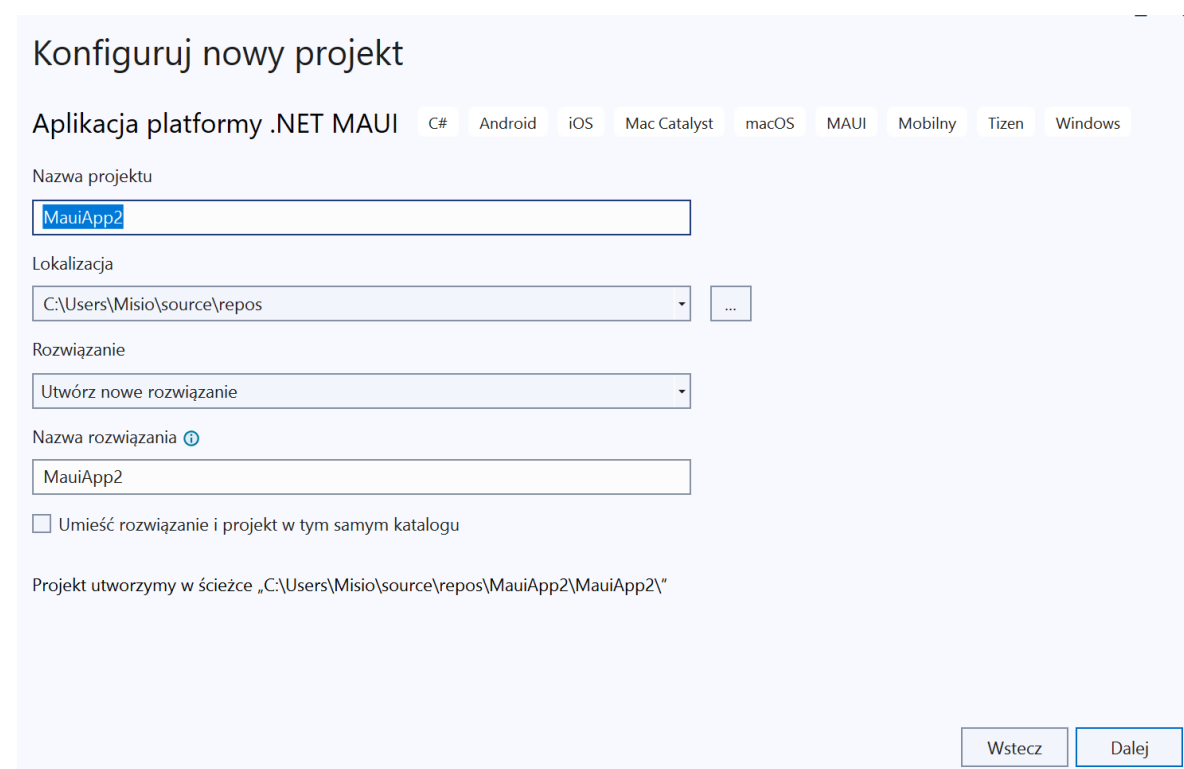 Konfiguruj nowy projekt
Aplikacja platformy .NET MAUI C# Android iOS Mac Catalyst macOS MAUI Mobilny Tizen Windows
Nazwa projektu
MauiApp2
Lokalizacja
C:\Users\Misio\source\repos
...
Rozwiązanie
Utwórz nowe rozwiązanie
Nazwa rozwiązania
MauiApp2
Umieść rozwiązanie i projekt w tym samym katalogu
Projekt utworzymy w ścieżce „C:\Users\Misio\source\repos\MauiApp2\MauiApp2\”
Wstecz Dalej